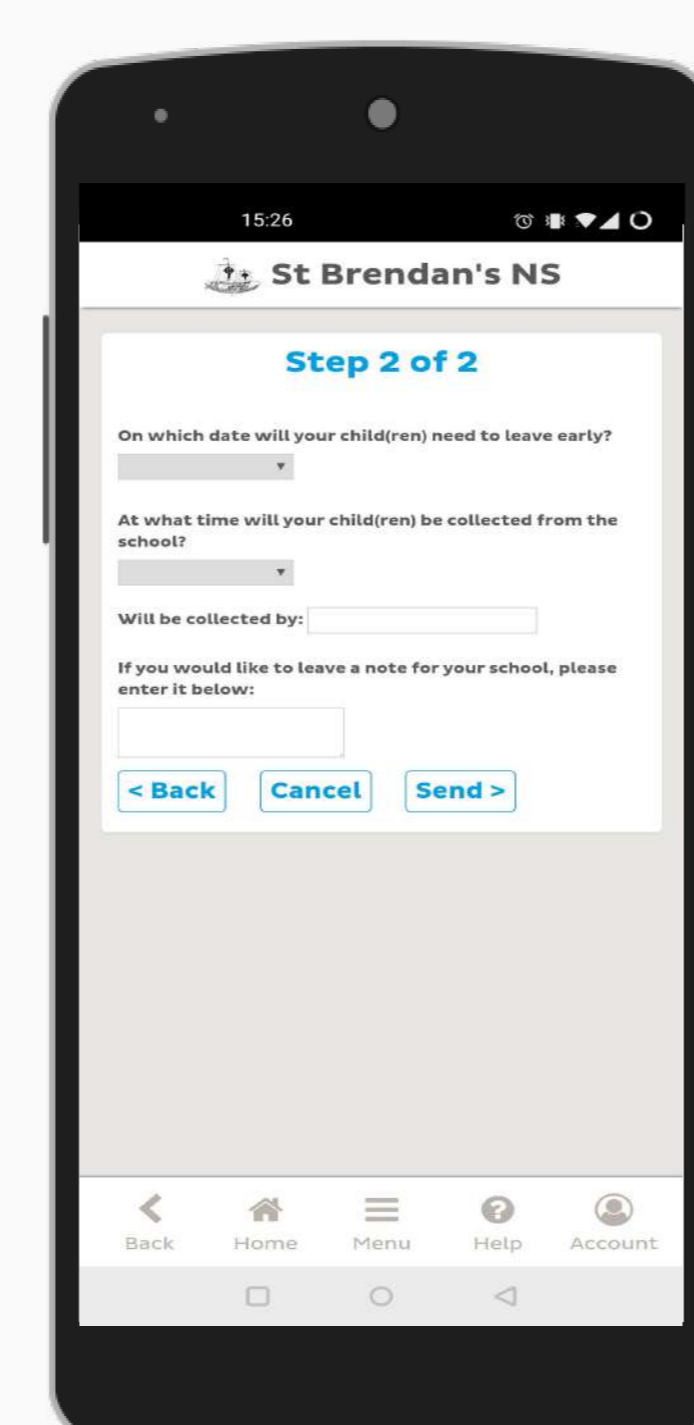 15:26
St Brendan's NS
Step 2 of 2
On which date will your child(ren) need to leave early?
At what time will your child(ren) be collected from the
school?
Will be collected by:
If you would like to leave a note for your school, please
enter it below:
< Back Cancel Send >
Back Home Menu Help Account